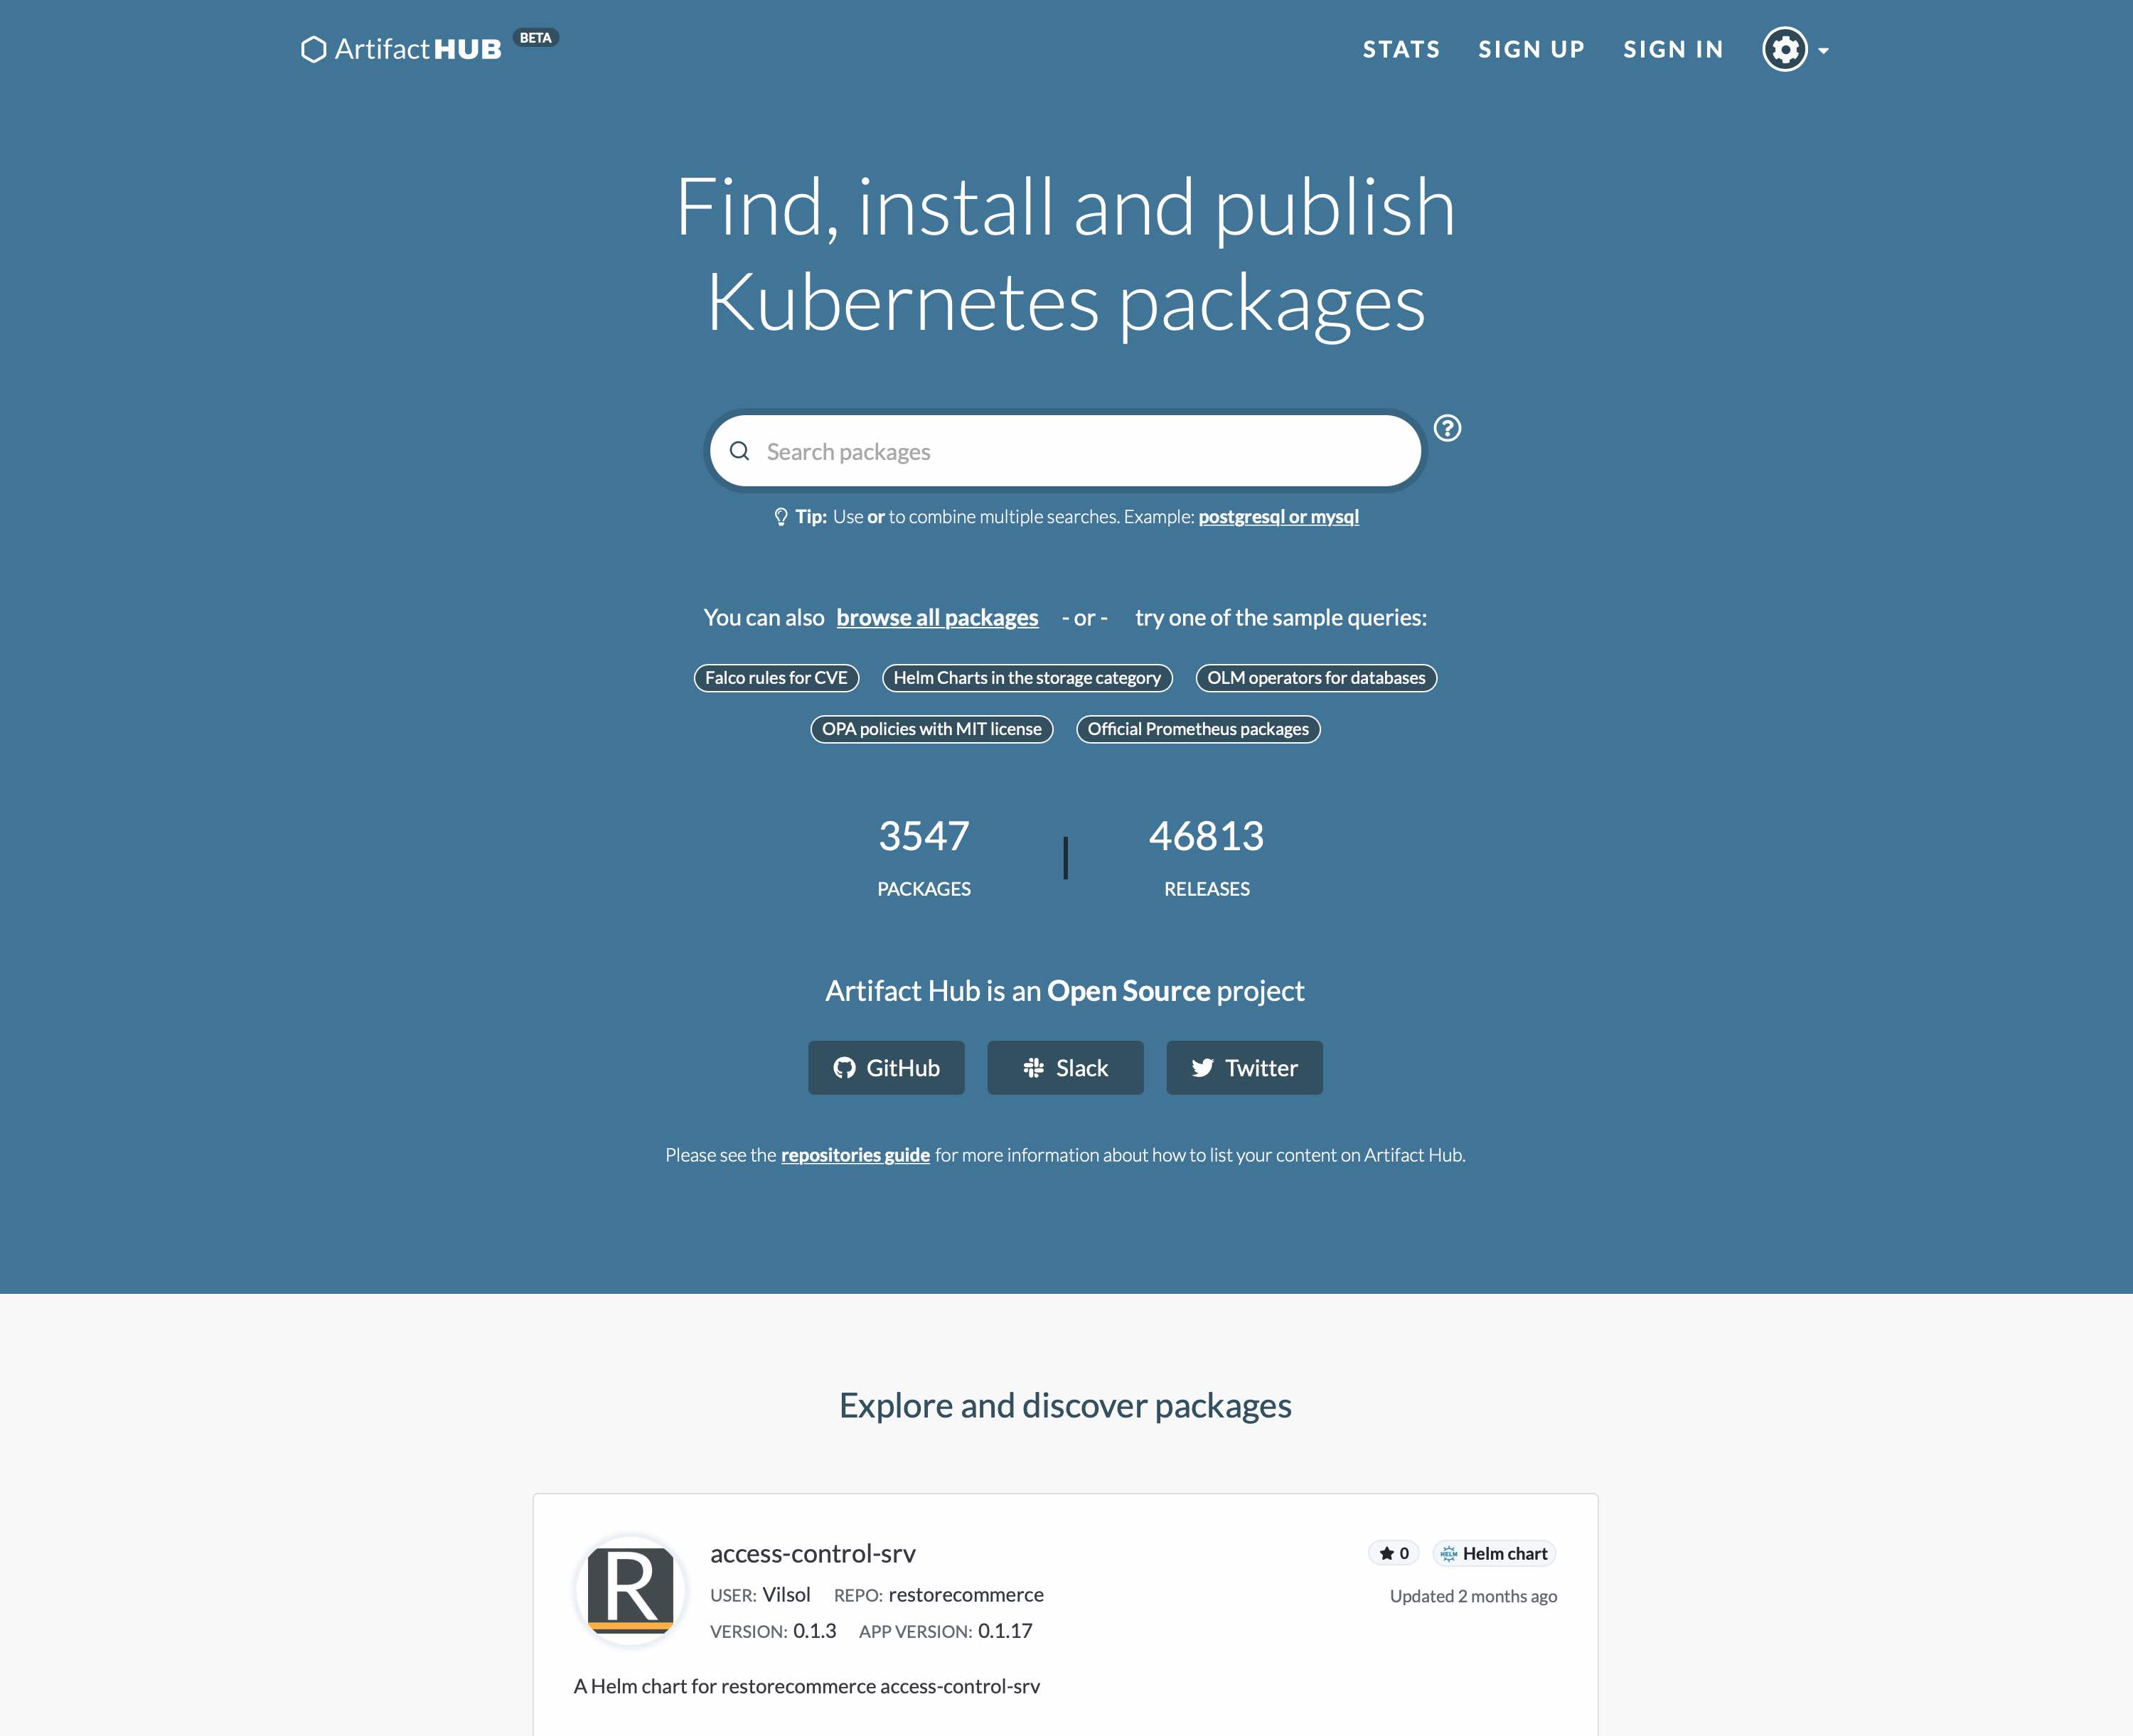 ArtifactHUB BETA
STATS SIGN UP SIGN IN
Find, install and publish
Kubernetes packages
Search packages
Tip: Use or to combine multiple searches. Example: postgresql or mysql
You can also browse all packages - or - try one of the sample queries:
Falco rules for CVE Helm Charts in the storage category OLM operators for databases
OPA policies with MIT license Official Prometheus packages
3547 46813
PACKAGES RELEASES
Artifact Hub is an Open Source project
GitHub Slack Twitter
Please see the repositories guide for more information about how to list your content on Artifact Hub.
Explore and discover packages
R
access-control-srv 0 HELM Helm chart
USER: Vilsol REPO: restorecommerce Updated 2 months ago
VERSION: 0.1.3 APP VERSION: 0.1.17
A Helm chart for restorecommerce access-control-srv